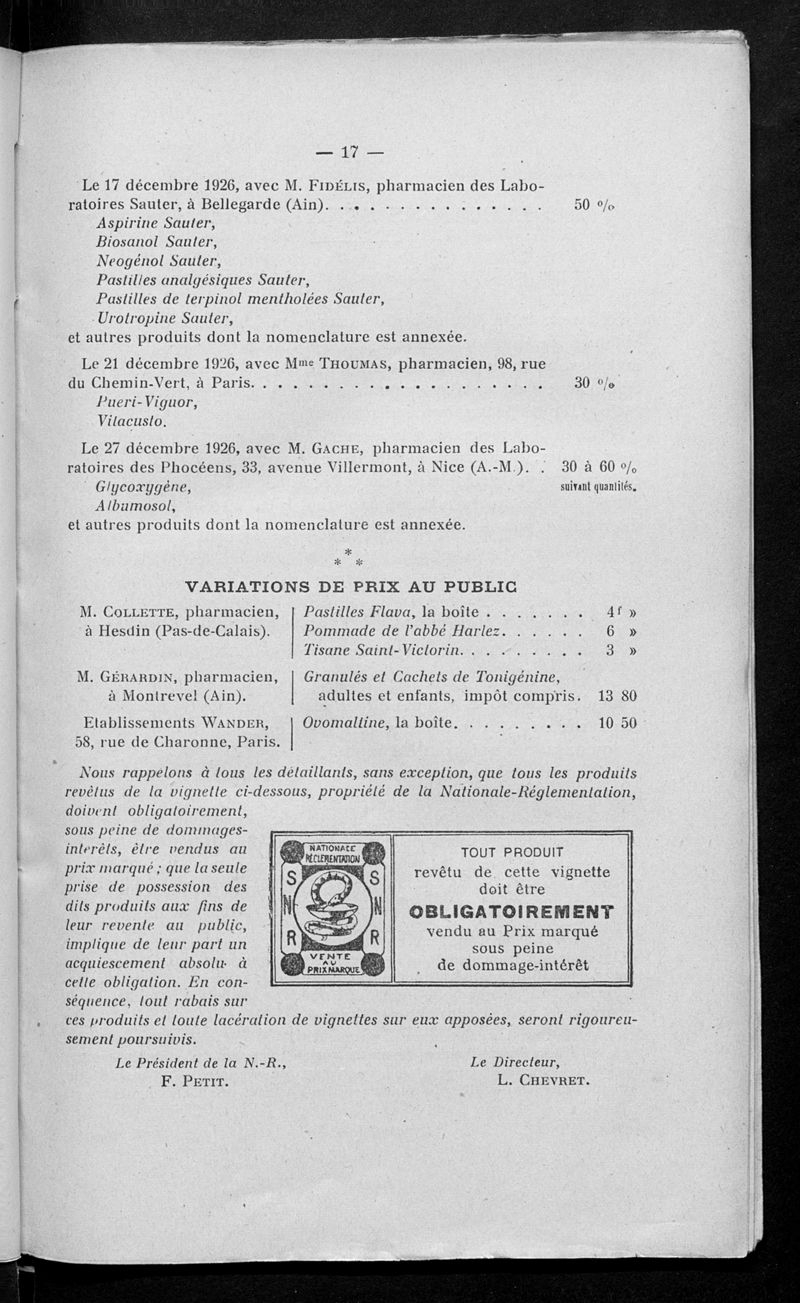 — 17 —
Le 17 décembre 1926, avec M. FIDÉLIS, pharmacien des Labo-
ratoires Sauter, à Bellegarde (Ain). . . . . . . . . . . . . . . 50 %
Aspirine Sauter,
Biosanol Sauter,
Neogénol Sauter,
Pastilles analgésiques Sauter,
Pastilles de terpinol mentholées Sauter,
Urotropine Sauter,
et autres produits dont la nomenclature est annexée.
Le 21 décembre 1926, avec Mme THOUMAS, pharmacien, 98, rue
du Chemin-Vert, à Paris. . . . . . . . . . . . . . . . . . . 30 %
Pueri-Viguor,
Vitacusto.
Le 27 décembre 1926, avec M. GACHE, pharmacien des Labo-
ratoires des Phocéens, 33, avenue Villermont, à Nice (A.-M.). . 30 à 60 %
Glycoxygène, suivant quantités.
Albumosol,
et autres produits dont la nomenclature est annexée.
*
* *
VARIATIONS DE PRIX AU PUBLIC
M. COLLETTE, pharmacien,
à Hesdin (Pas-de-Calais).
Pastilles Flava, la boîte . . . . . . . 4f »
Pommade de l'abbé Harlez. . . . . . 6 »
Tisane Saint-Victorin. . . . . . . . . 3 »
M. GÉRARDIN, pharmacien,
à Montrevel (Ain).
Granulés et Cachets de Tonigénine,
adultes et enfants, impôt compris. 13 80
Etablissements WANDER,
58, rue de Charonne, Paris.
Ovomaltine, la boîte. . . . . . . . . 10 50
Nous rappelons à tous les détaillants, sans exception, que tous les produits
revêtus de la vignette ci-dessous, propriété de la Nationale-Réglementation,
doivent obligatoirement,
sous peine de dommages-
intérêts, être vendus au
prix marqué ; que la seule
prise de possession des
dits produits aux fins de
leur revente au public,
implique de leur part un
acquiescement absolu à
cette obligation. En con-
séquence, tout rabais sur
ces produits et toute lacération de vignettes sur eux apposées, seront rigoureu-
sement poursuivis.
NATIONALE
RÉGLEMENTATION
S S
N N
R R
VENTE
AU
PRIX MARQUÉ
TOUT PRODUIT
revêtu de cette vignette
doit être
OBLIGATOIREMENT
vendu au Prix marqué
sous peine
de dommage-intérêt
Le Président de la N.-R.,
F. PETIT.
Le Directeur,
L. CHEVRET.